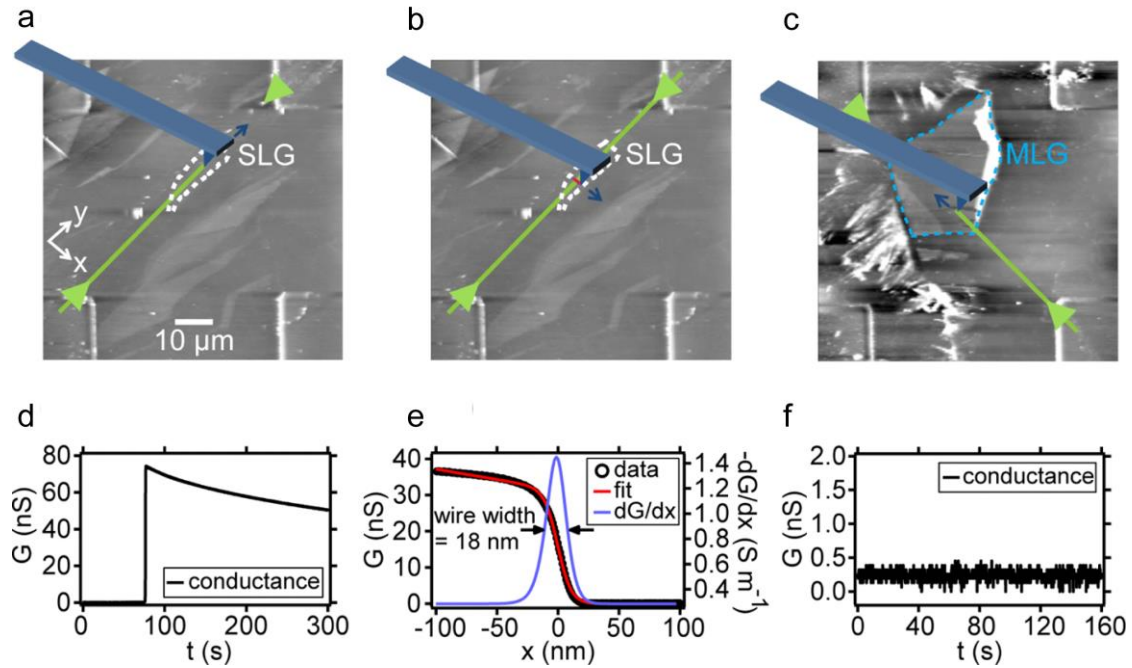 a
b
c
SLG
SLG
MLG
y
x
10 μm
d
e
f
80
60
40
20
0
G (nS)
conductance
0
100
200
300
t (s)
40
30
20
10
0
G (nS)
data
fit
dG/dx
wire width
= 18 nm
1.4
1.2
1.0
0.8
0.6
0.4
-dG/dx (S m⁻¹)
-100
-50
0
50
100
x (nm)
2.0
1.5
1.0
0.5
0.0
G (nS)
conductance
0
40
80
120
160
t (s)